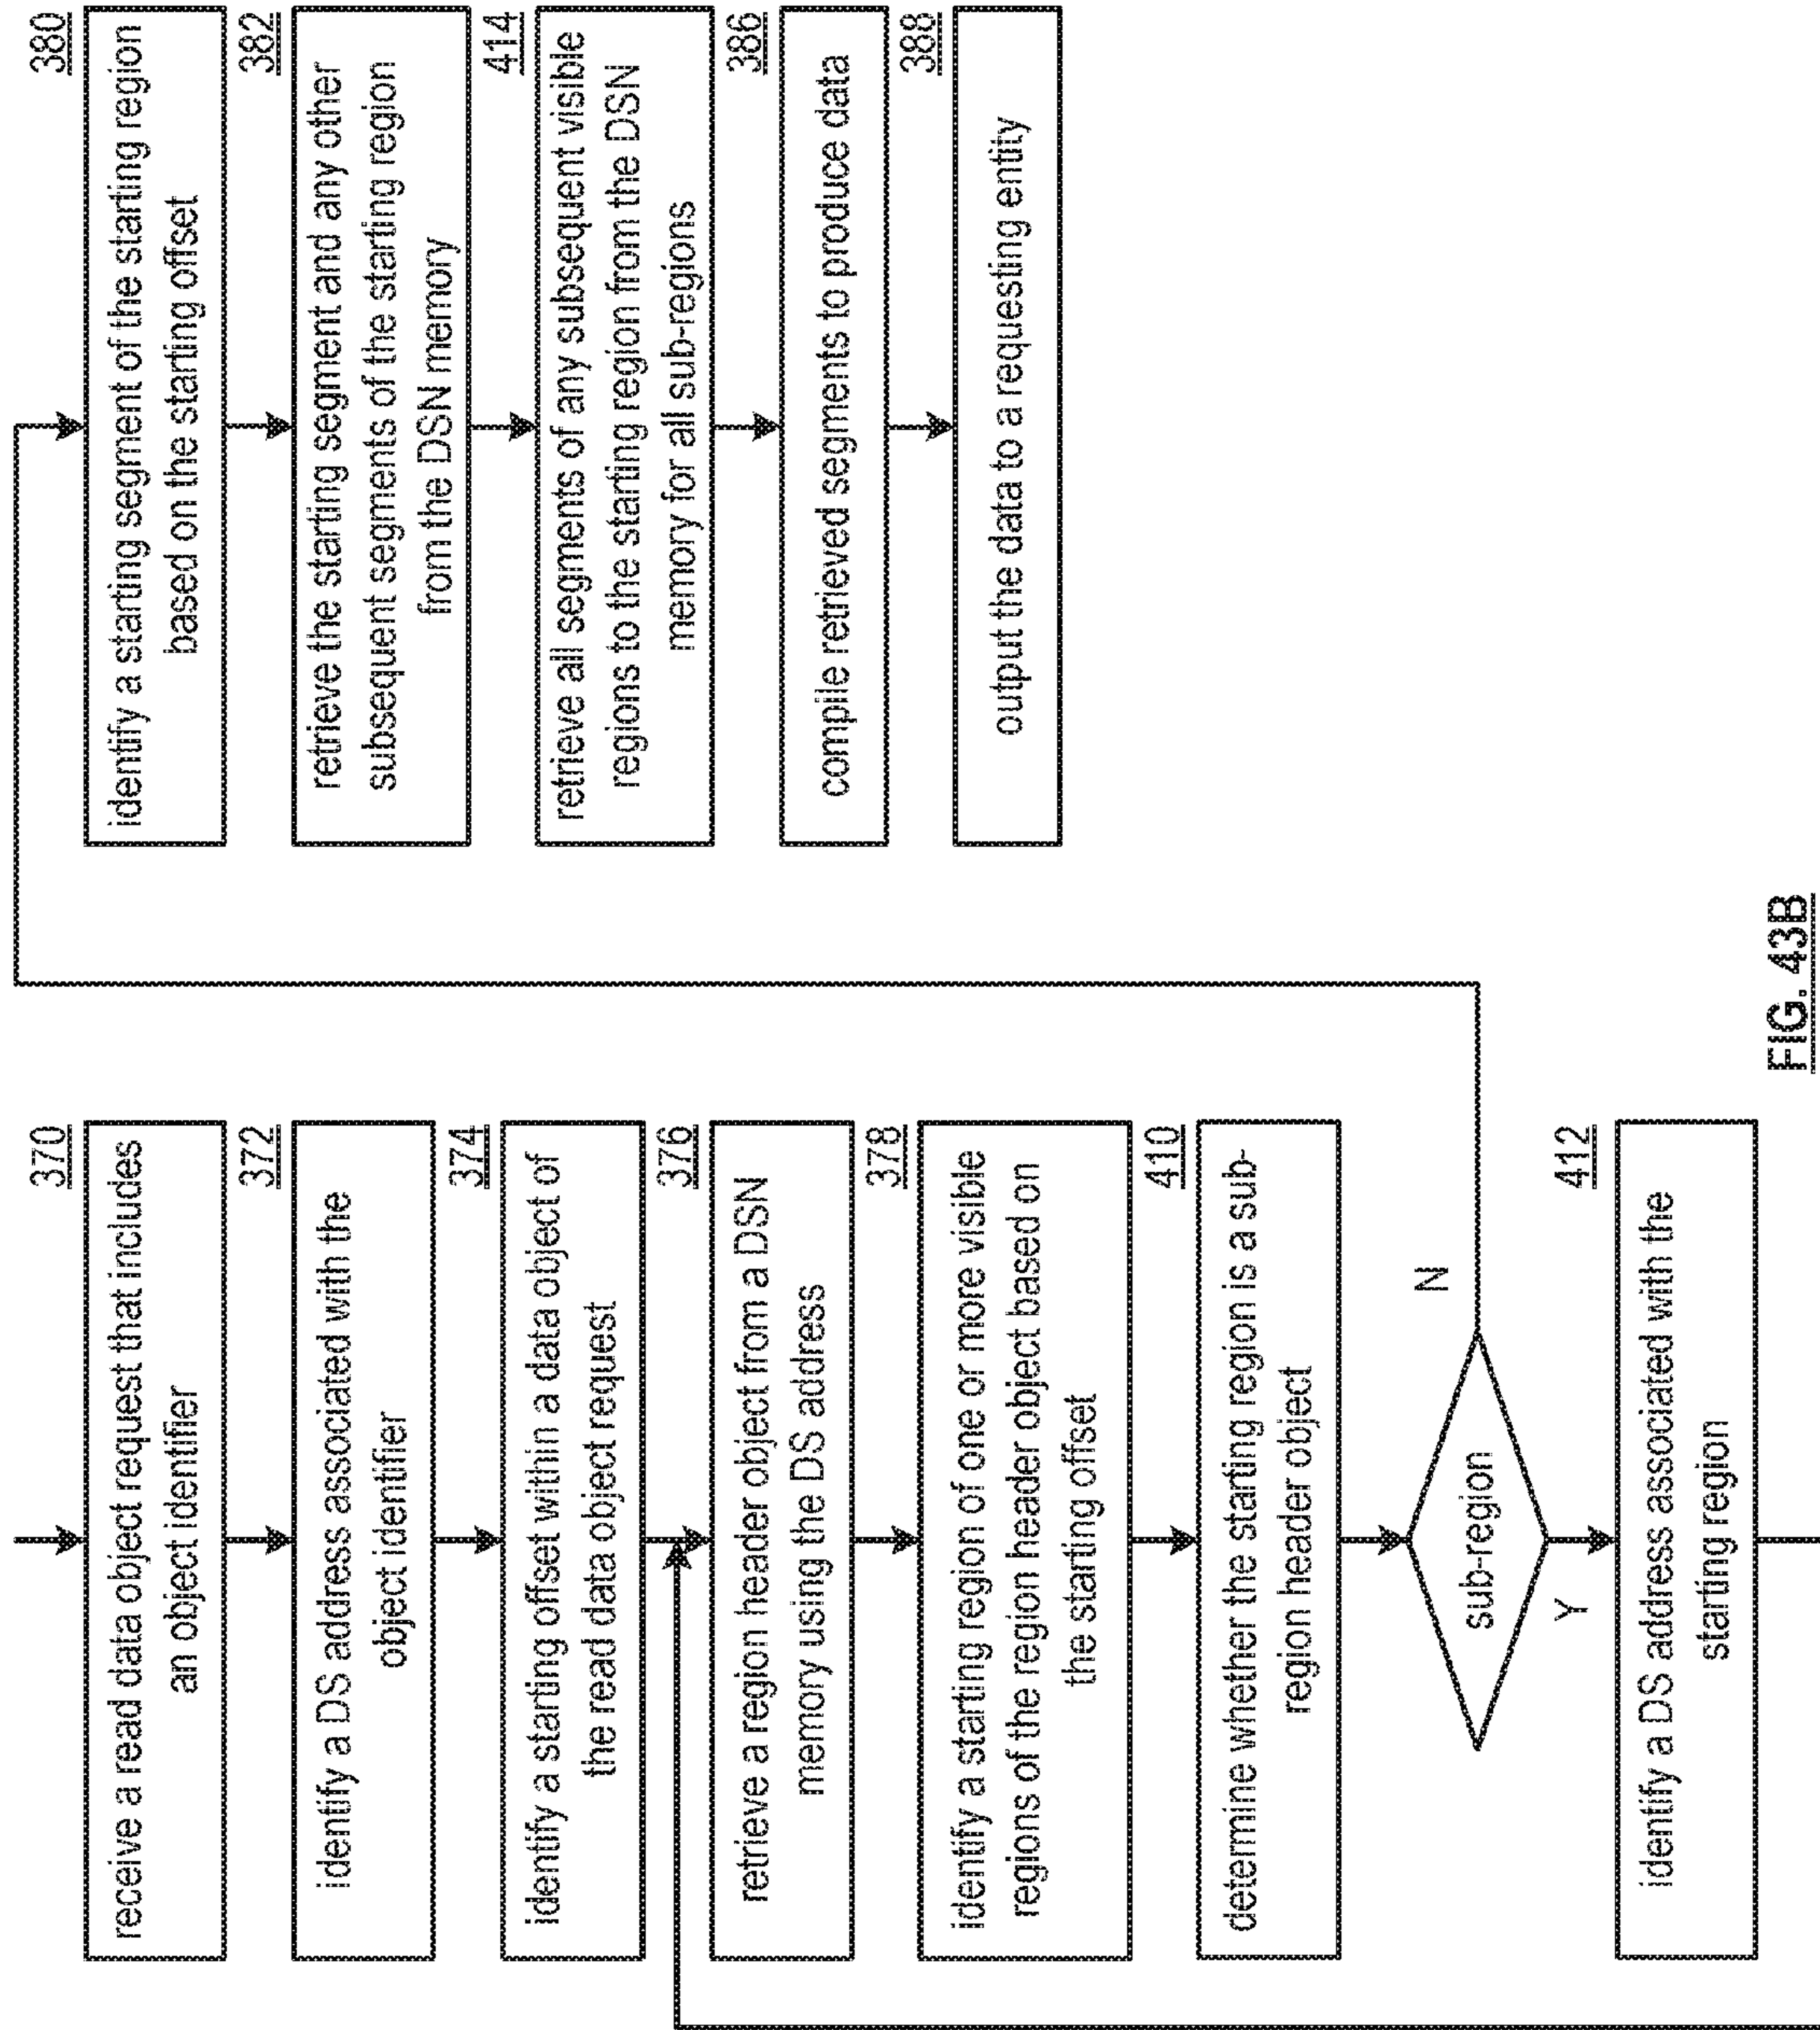 370
receive a read data object request that includes
an object identifier
372
identify a DS address associated with the
object identifier
374
identify a starting offset within a data object of
the read data object request
376
retrieve a region header object from a DSN
memory using the DS address
378
identify a starting region of one or more visible
regions of the region header object based on
the starting offset
410
determine whether the starting region is a sub-
region header object
sub-region
N
Y
412
identify a DS address associated with the
starting region
380
identify a starting segment of the starting region
based on the starting offset
382
retrieve the starting segment and any other
subsequent segments of the starting region
from the DSN memory
414
retrieve all segments of any subsequent visible
regions to the starting region from the DSN
memory for all sub-regions
386
compile retrieved segments to produce data
388
output the data to a requesting entity
FIG. 43B